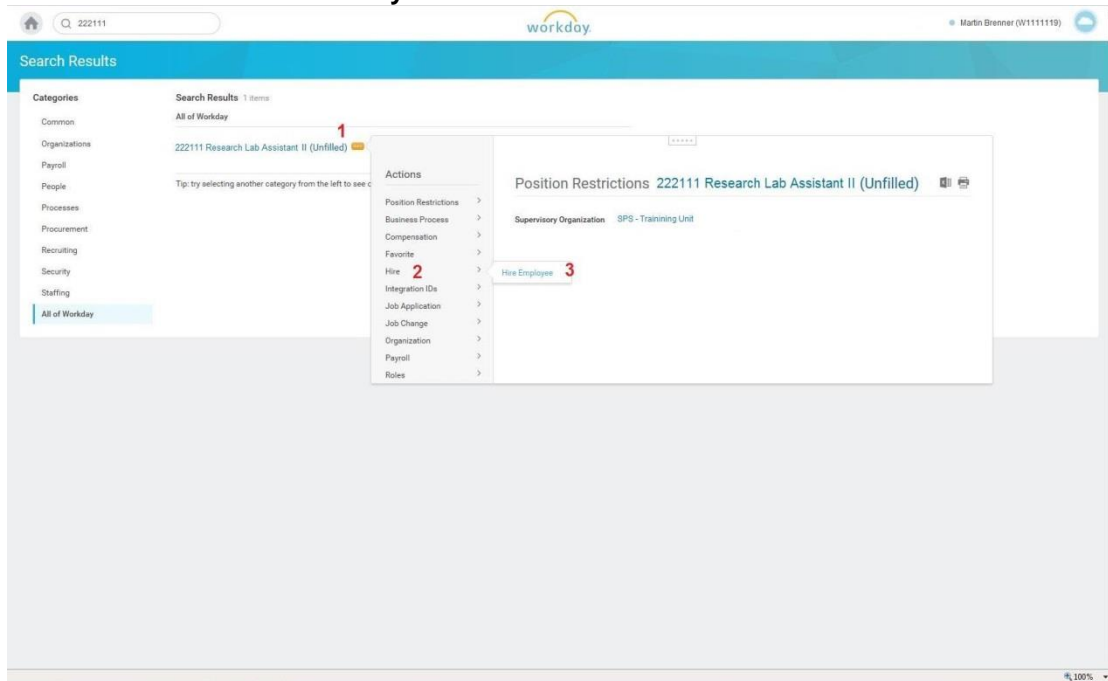 222111
workday.
Martin Brenner (W1111119)
Search Results
Categories
Common
Organizations
Payroll
People
Processes
Procurement
Recruiting
Security
Staffing
All of Workday
Search Results 1 items
All of Workday
1
222111 Research Lab Assistant II (Unfilled)
Tip: try selecting another category from the left to see
Actions
Position Restrictions
Business Process
Compensation
Favorite
Hire 2
Integration IDs
Job Application
Job Change
Organization
Payroll
Roles
Hire Employee 3
Position Restrictions 222111 Research Lab Assistant II (Unfilled)
Supervisory Organization SPS - Trainining Unit
100%